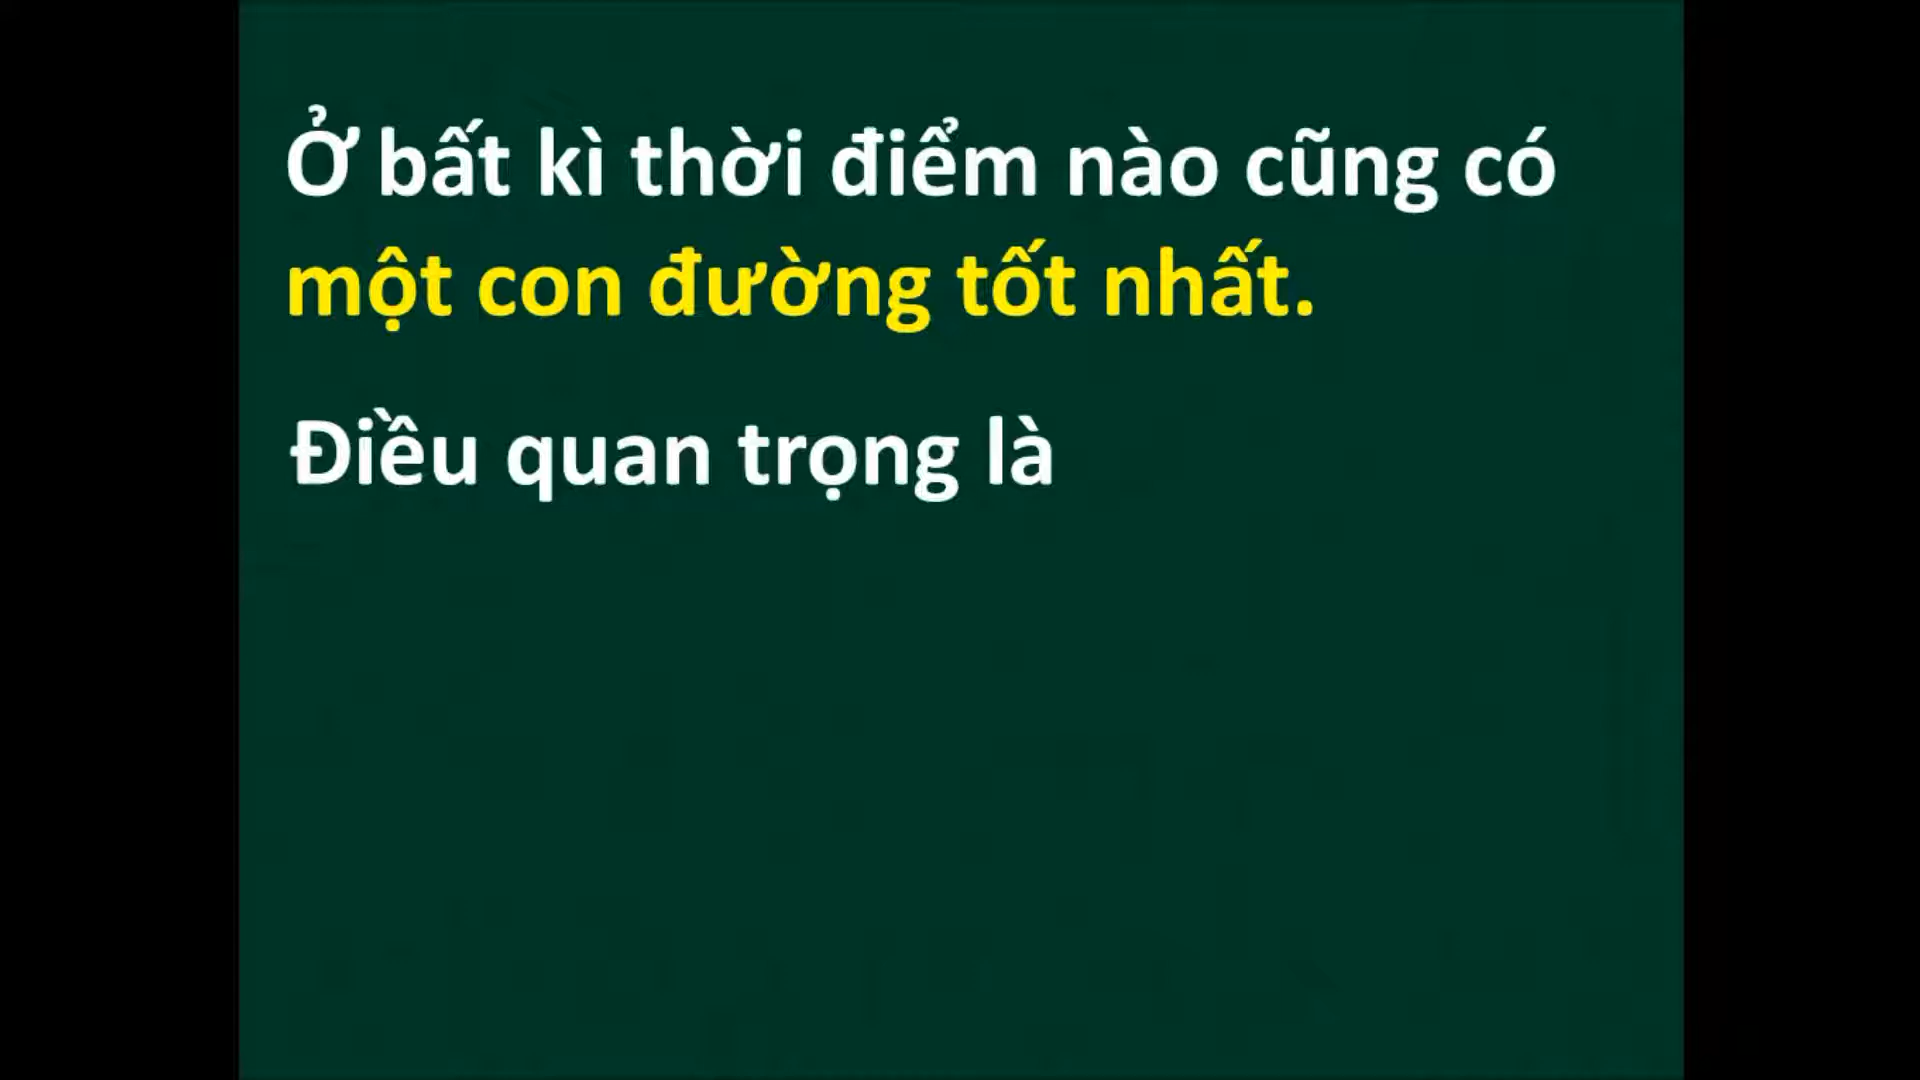 Ở bất kì thời điểm nào cũng có
một con đường tốt nhất.
Điều quan trọng là